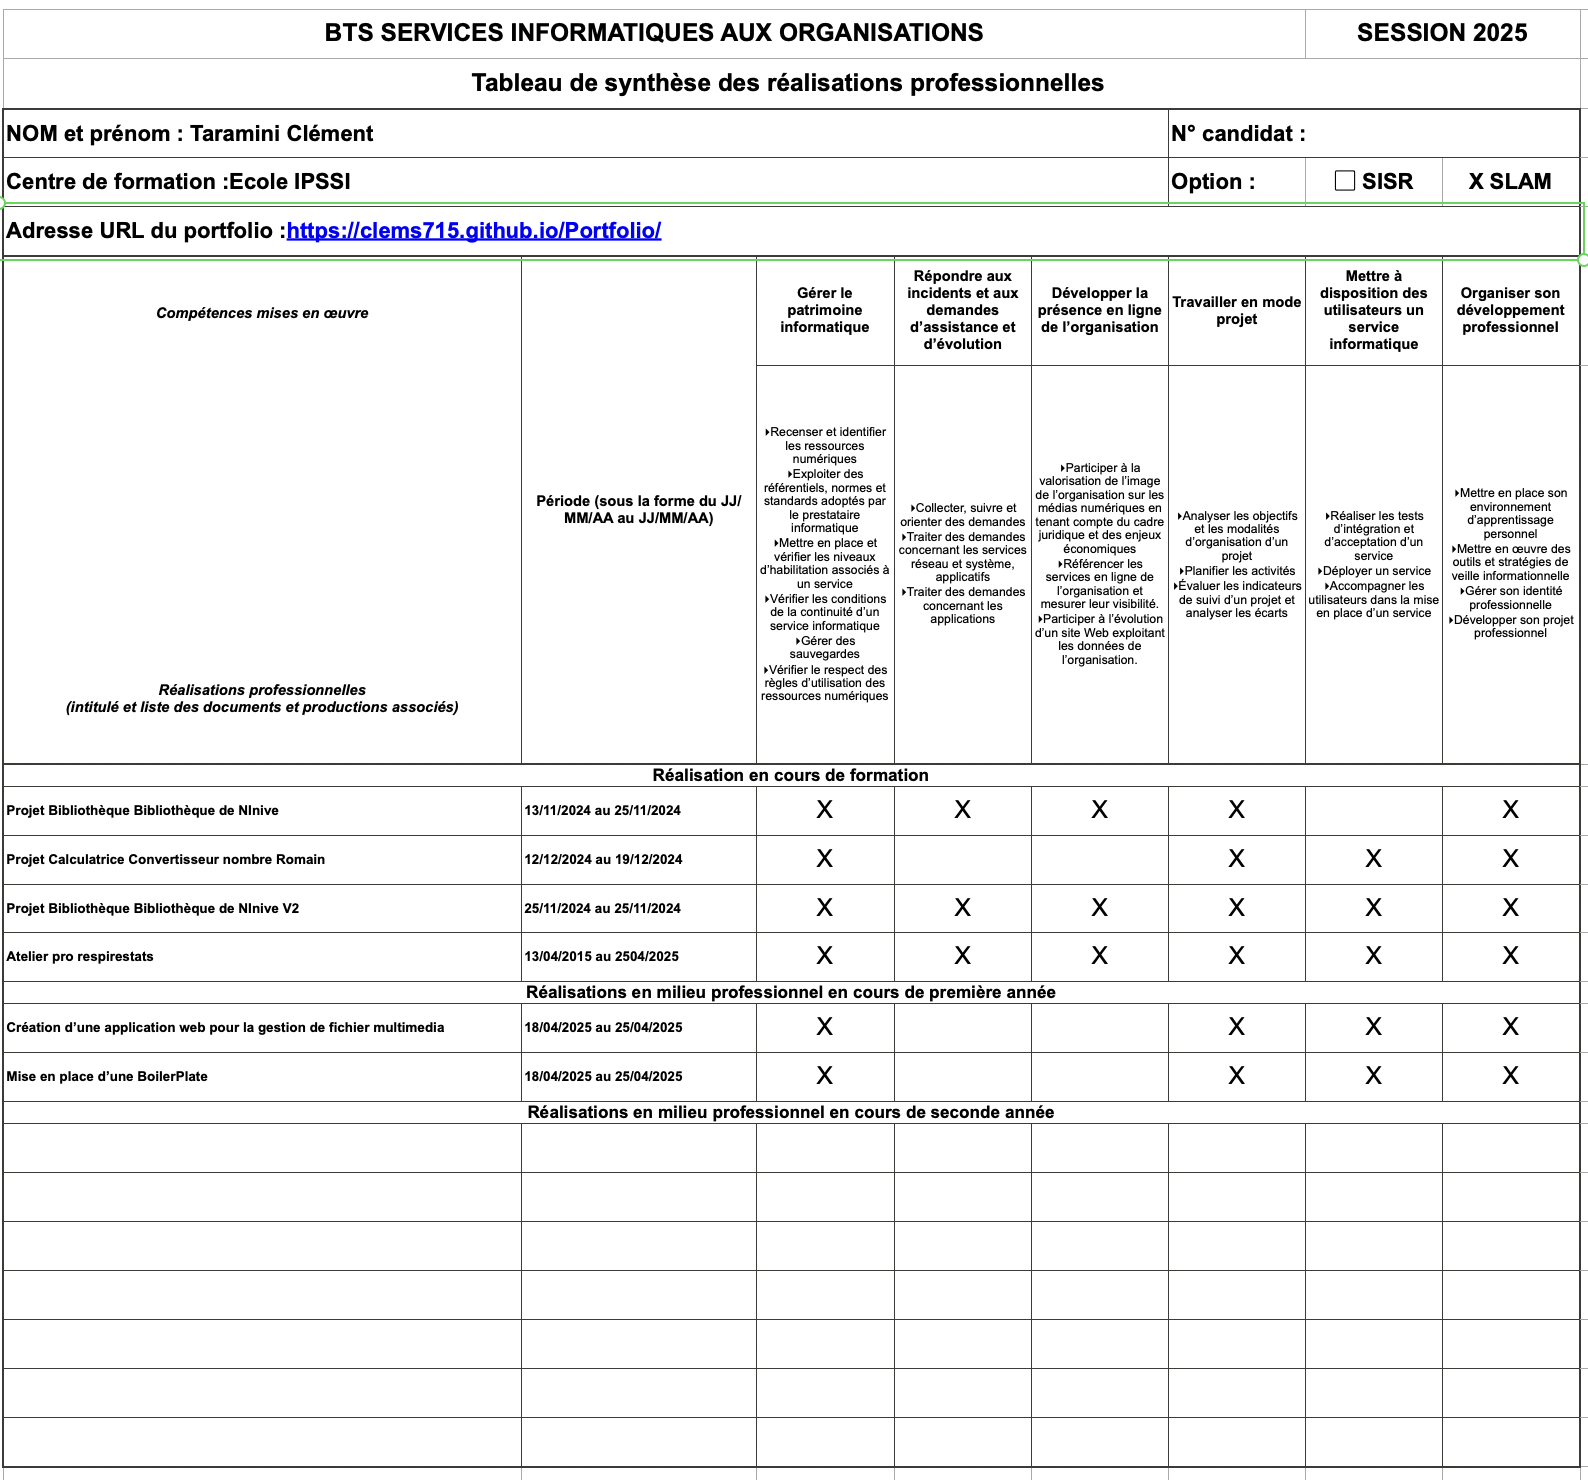 BTS SERVICES INFORMATIQUES AUX ORGANISATIONS
SESSION 2025
Tableau de synthèse des réalisations professionnelles
NOM et prénom : Taramini Clément
N° candidat :
Centre de formation :Ecole IPSSI
Option :
SISR
X SLAM
Adresse URL du portfolio :https://clems715.github.io/Portfolio/
Compétences mises en œuvre
Réalisations professionnelles
(intitulé et liste des documents et productions associés)
Période (sous la forme du JJ/
MM/AA au JJ/MM/AA)
Gérer le
patrimoine
informatique
Répondre aux
incidents et aux
demandes
d’assistance et
d’évolution
Développer la
présence en ligne
de l’organisation
Travailler en mode
projet
Mettre à
disposition des
utilisateurs un
service
informatique
Organiser son
développement
professionnel
‣Recenser et identifier
les ressources
numériques
‣Exploiter des
référentiels, normes et
standards adoptés par
le prestataire
informatique
‣Mettre en place et
vérifier les niveaux
d’habilitation associés à
un service
‣Vérifier les conditions
de la continuité d’un
service informatique
‣Gérer des
sauvegardes
‣Vérifier le respect des
règles d’utilisation des
ressources numériques
‣Collecter, suivre et
orienter des demandes
‣Traiter des demandes
concernant les services
réseau et système,
applicatifs
‣Traiter des demandes
concernant les
applications
‣Participer à la
valorisation de l’image
de l’organisation sur les
médias numériques en
tenant compte du cadre
juridique et des enjeux
économiques
‣Référencer les
services en ligne de
l’organisation et
mesurer leur visibilité.
‣Participer à l’évolution
d’un site Web exploitant
les données de
l’organisation.
‣Analyser les objectifs
et les modalités
d’organisation d’un
projet
‣Planifier les activités
‣Évaluer les indicateurs
de suivi d’un projet et
analyser les écarts
‣Réaliser les tests
d’intégration et
d’acceptation d’un
service
‣Déployer un service
‣Accompagner les
utilisateurs dans la mise
en place d’un service
‣Mettre en place son
environnement
d’apprentissage
personnel
‣Mettre en œuvre des
outils et stratégies de
veille informationnelle
‣Gérer son identité
professionnelle
‣Développer son projet
professionnel
Réalisation en cours de formation
Projet Bibliothèque Bibliothèque de NInive 13/11/2024 au 25/11/2024 X X X X X
Projet Calculatrice Convertisseur nombre Romain 12/12/2024 au 19/12/2024 X X X X
Projet Bibliothèque Bibliothèque de NInive V2 25/11/2024 au 25/11/2024 X X X X X X
Atelier pro respirestats 13/04/2015 au 2504/2025 X X X X X X
Réalisations en milieu professionnel en cours de première année
Création d’une application web pour la gestion de fichier multimedia 18/04/2025 au 25/04/2025 X X X X
Mise en place d’une BoilerPlate 18/04/2025 au 25/04/2025 X X X X
Réalisations en milieu professionnel en cours de seconde année